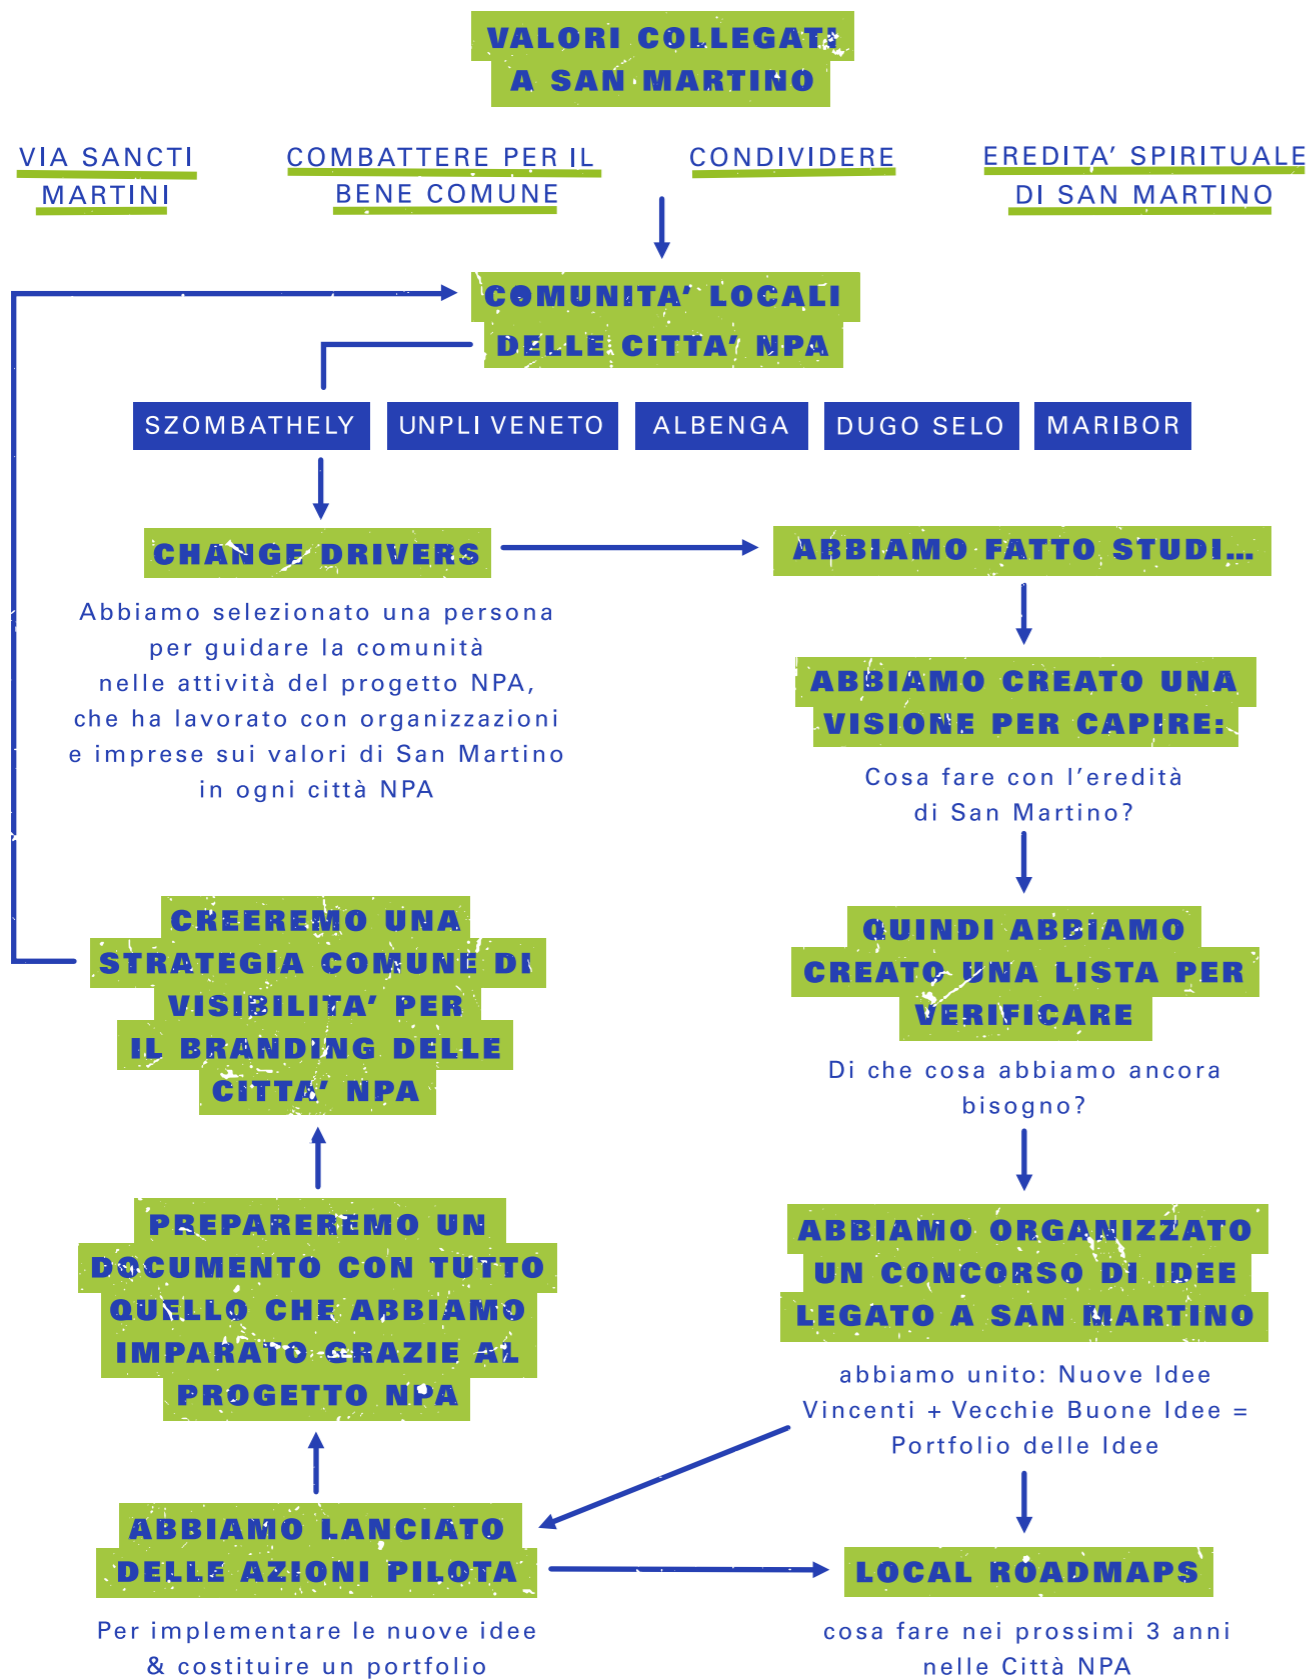 VALORI COLLEGATI
A SAN MARTINO
VIA SANCTI
MARTINI
COMBATTERE PER IL
BENE COMUNE
CONDIVIDERE
EREDITA’ SPIRITUALE
DI SAN MARTINO
COMUNITA’ LOCALI
DELLE CITTA’ NPA
SZOMBATHELY
UNPLI VENETO
ALBENGA
DUGO SELO
MARIBOR
CHANGE DRIVERS
Abbiamo selezionato una persona
per guidare la comunità
nelle attività del progetto NPA,
che ha lavorato con organizzazioni
e imprese sui valori di San Martino
in ogni città NPA
ABBIAMO FATTO STUDI...
ABBIAMO CREATO UNA
VISIONE PER CAPIRE:
Cosa fare con l’eredità
di San Martino?
QUINDI ABBIAMO
CREATO UNA LISTA PER
VERIFICARE
Di che cosa abbiamo ancora
bisogno?
ABBIAMO ORGANIZZATO
UN CONCORSO DI IDEE
LEGATO A SAN MARTINO
abbiamo unito: Nuove Idee
Vincenti + Vecchie Buone Idee =
Portfolio delle Idee
LOCAL ROADMAPS
cosa fare nei prossimi 3 anni
nelle Città NPA
ABBIAMO LANCIATO
DELLE AZIONI PILOTA
Per implementare le nuove idee
& costituire un portfolio
PREPAREREMO UN
DOCUMENTO CON TUTTO
QUELLO CHE ABBIAMO
IMPARATO GRAZIE AL
PROGETTO NPA
CREEREMO UNA
STRATEGIA COMUNE DI
VISIBILITA’ PER
IL BRANDING DELLE
CITTA’ NPA